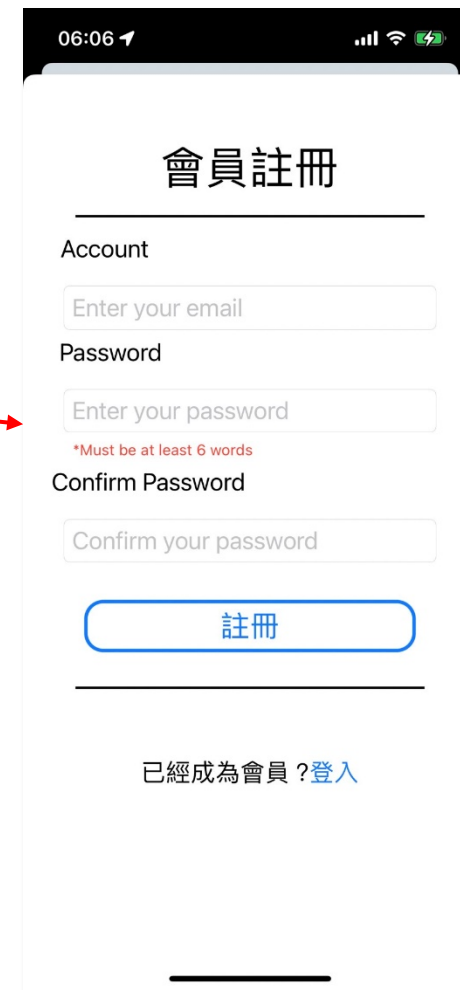 06:06
會員註冊
Account
Enter your email
Password
Enter your password
*Must be at least 6 words
Confirm Password
Confirm your password
註冊
已經成為會員 ?登入